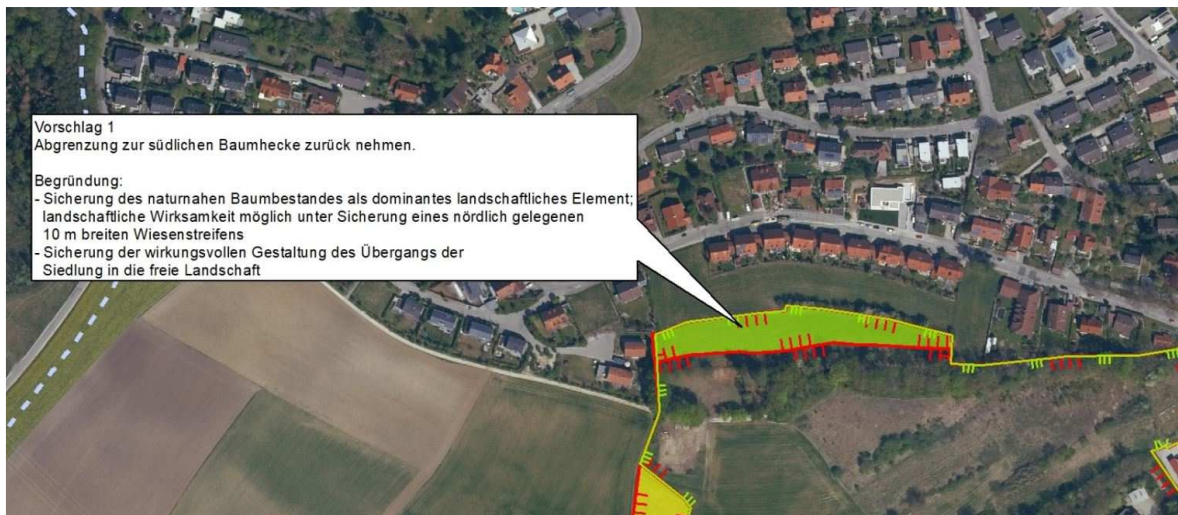 Vorschlag 1
Abgrenzung zur südlichen Baumhecke zurück nehmen.
Begründung:
- Sicherung des naturnahen Baumbestandes als dominantes landschaftliches Element;
landschaftliche Wirksamkeit möglich unter Sicherung eines nördlich gelegenen
10 m breiten Wiesenstreifens
- Sicherung der wirkungsvollen Gestaltung des Übergangs der
Siedlung in die freie Landschaft